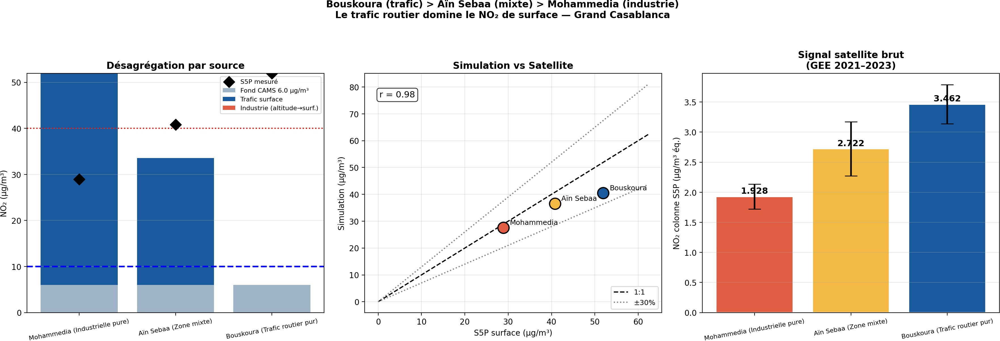 Bouskoura (trafic) > Aïn Sebaa (mixte) > Mohammedia (industrie)
Le trafic routier domine le NO₂ de surface — Grand Casablanca
Désagrégation par source
NO₂ (µg/m³)
50
40
30
20
10
0
S5P mesuré
Fond CAMS 6.0 µg/m³
Trafic surface
Industrie (altitude→surf.)
Mohammedia (Industrielle pure)
Aïn Sebaa (Zone mixte)
Bouskoura (Trafic routier pur)
Simulation vs Satellite
Simulation (µg/m³)
80
70
60
50
40
30
20
10
0
r = 0.98
Bouskoura
Aïn Sebaa
Mohammedia
1:1
±30%
0
10
20
30
40
50
60
S5P surface (µg/m³)
Signal satellite brut
(GEE 2021–2023)
NO₂ colonne S5P (µg/m³ éq.)
3.5
3.0
2.5
2.0
1.5
1.0
0.5
0.0
1.928
2.722
3.462
Mohammedia (Industrielle pure)
Aïn Sebaa (Zone mixte)
Bouskoura (Trafic routier pur)